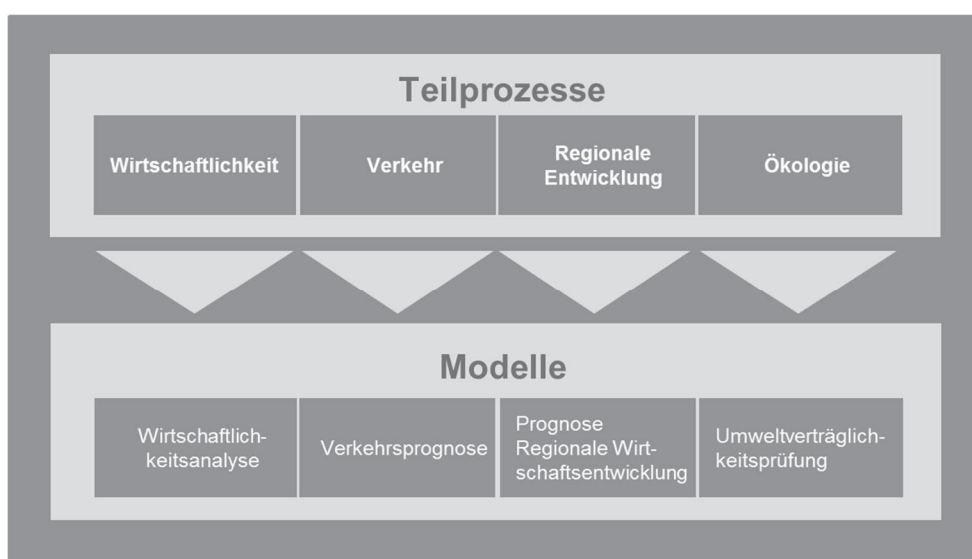 Teilprozesse
Wirtschaftlichkeit
Verkehr
Regionale
Entwicklung
Ökologie
Modelle
Wirtschaftlich-
keitsanalyse
Verkehrsprognose
Prognose
Regionale Wirt-
schaftsentwicklung
Umweltverträglich-
keitsprüfung